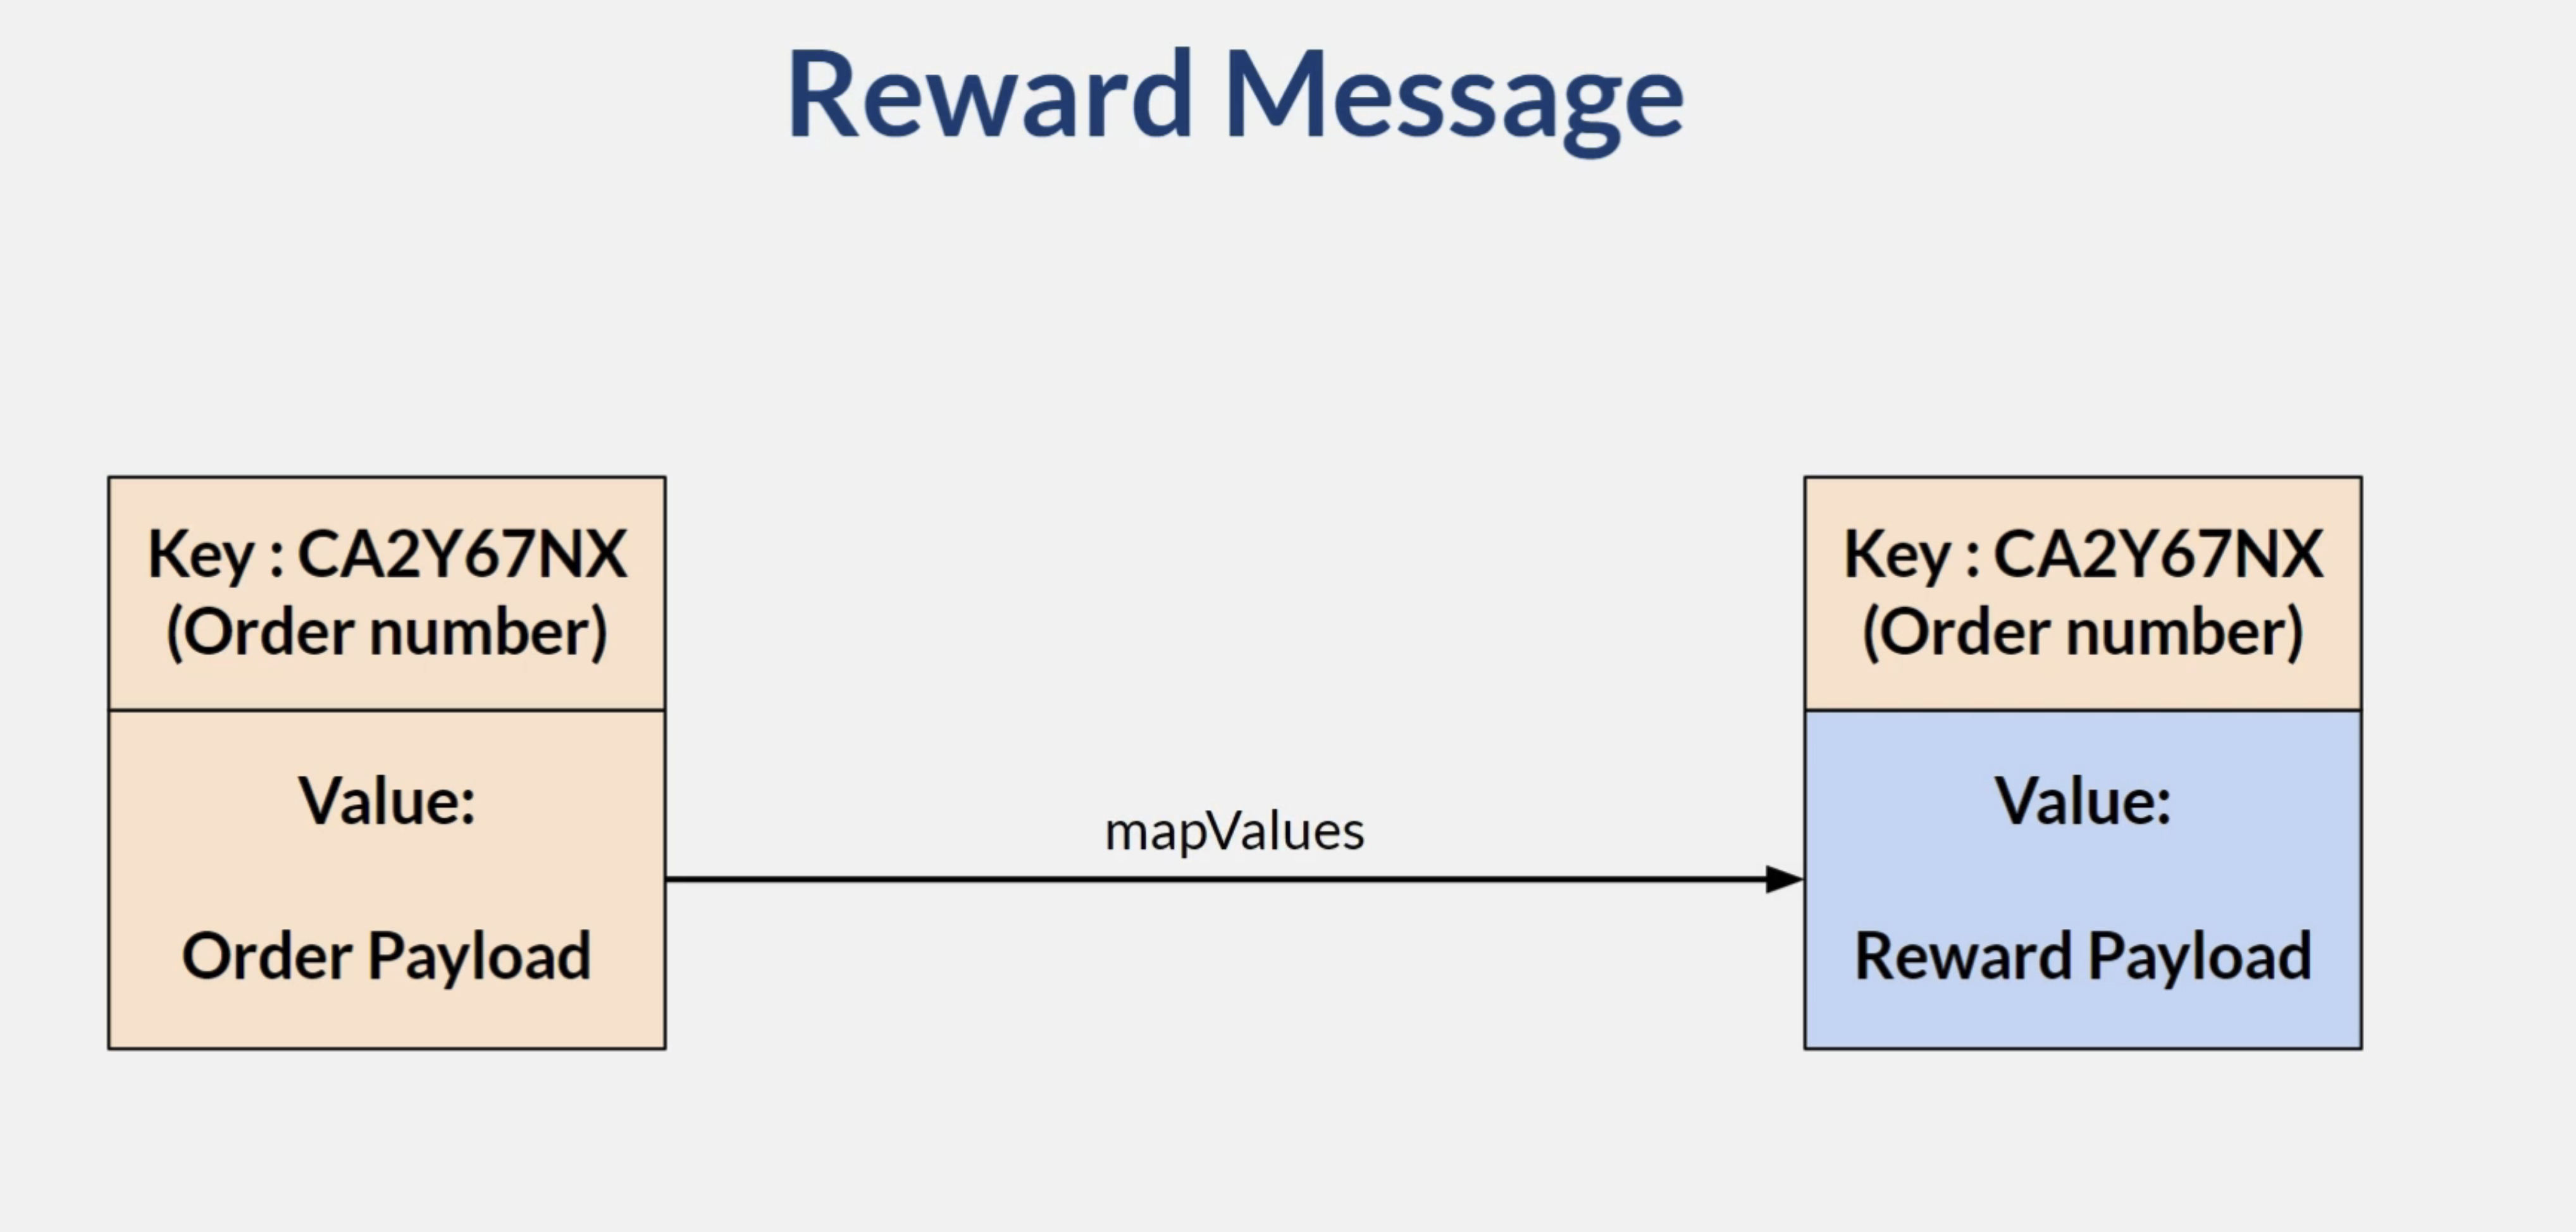 Reward Message
Key : CA2Y67NX
(Order number)
Value:
Order Payload
mapValues
Key : CA2Y67NX
(Order number)
Value:
Reward Payload